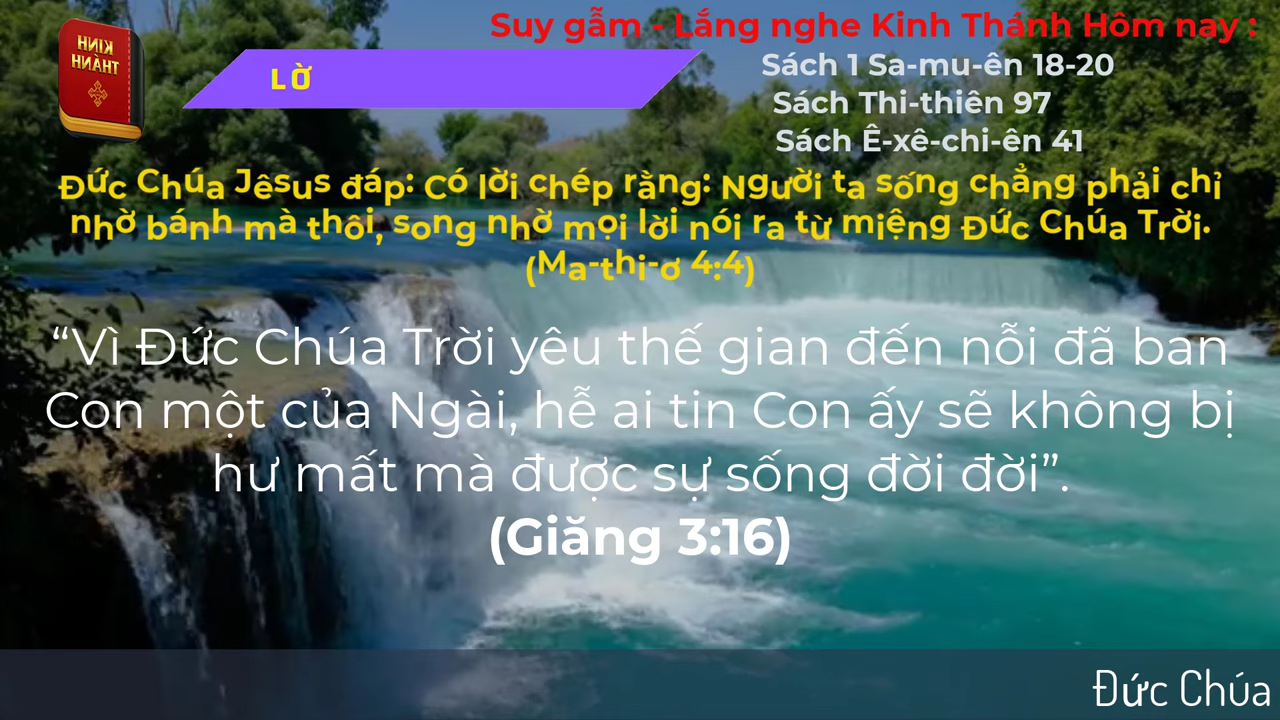 KINH
THÁNH
Suy gẫm - Lắng nghe Kinh Thánh Hôm nay :
LỜ
Sách 1 Sa-mu-ên 18-20
Sách Thi-thiên 97
Sách Ê-xê-chi-ên 41
Đức Chúa Jêsus đáp: Có lời chép rằng: Người ta sống chẳng phải chỉ
nhờ bánh mà thôi, song nhờ mọi lời nói ra từ miệng Đức Chúa Trời.
(Ma-thi-ơ 4:4)
“Vì Đức Chúa Trời yêu thế gian đến nỗi đã ban
Con một của Ngài, hễ ai tin Con ấy sẽ không bị
hư mất mà được sự sống đời đời”.
(Giăng 3:16)
Đức Chúa